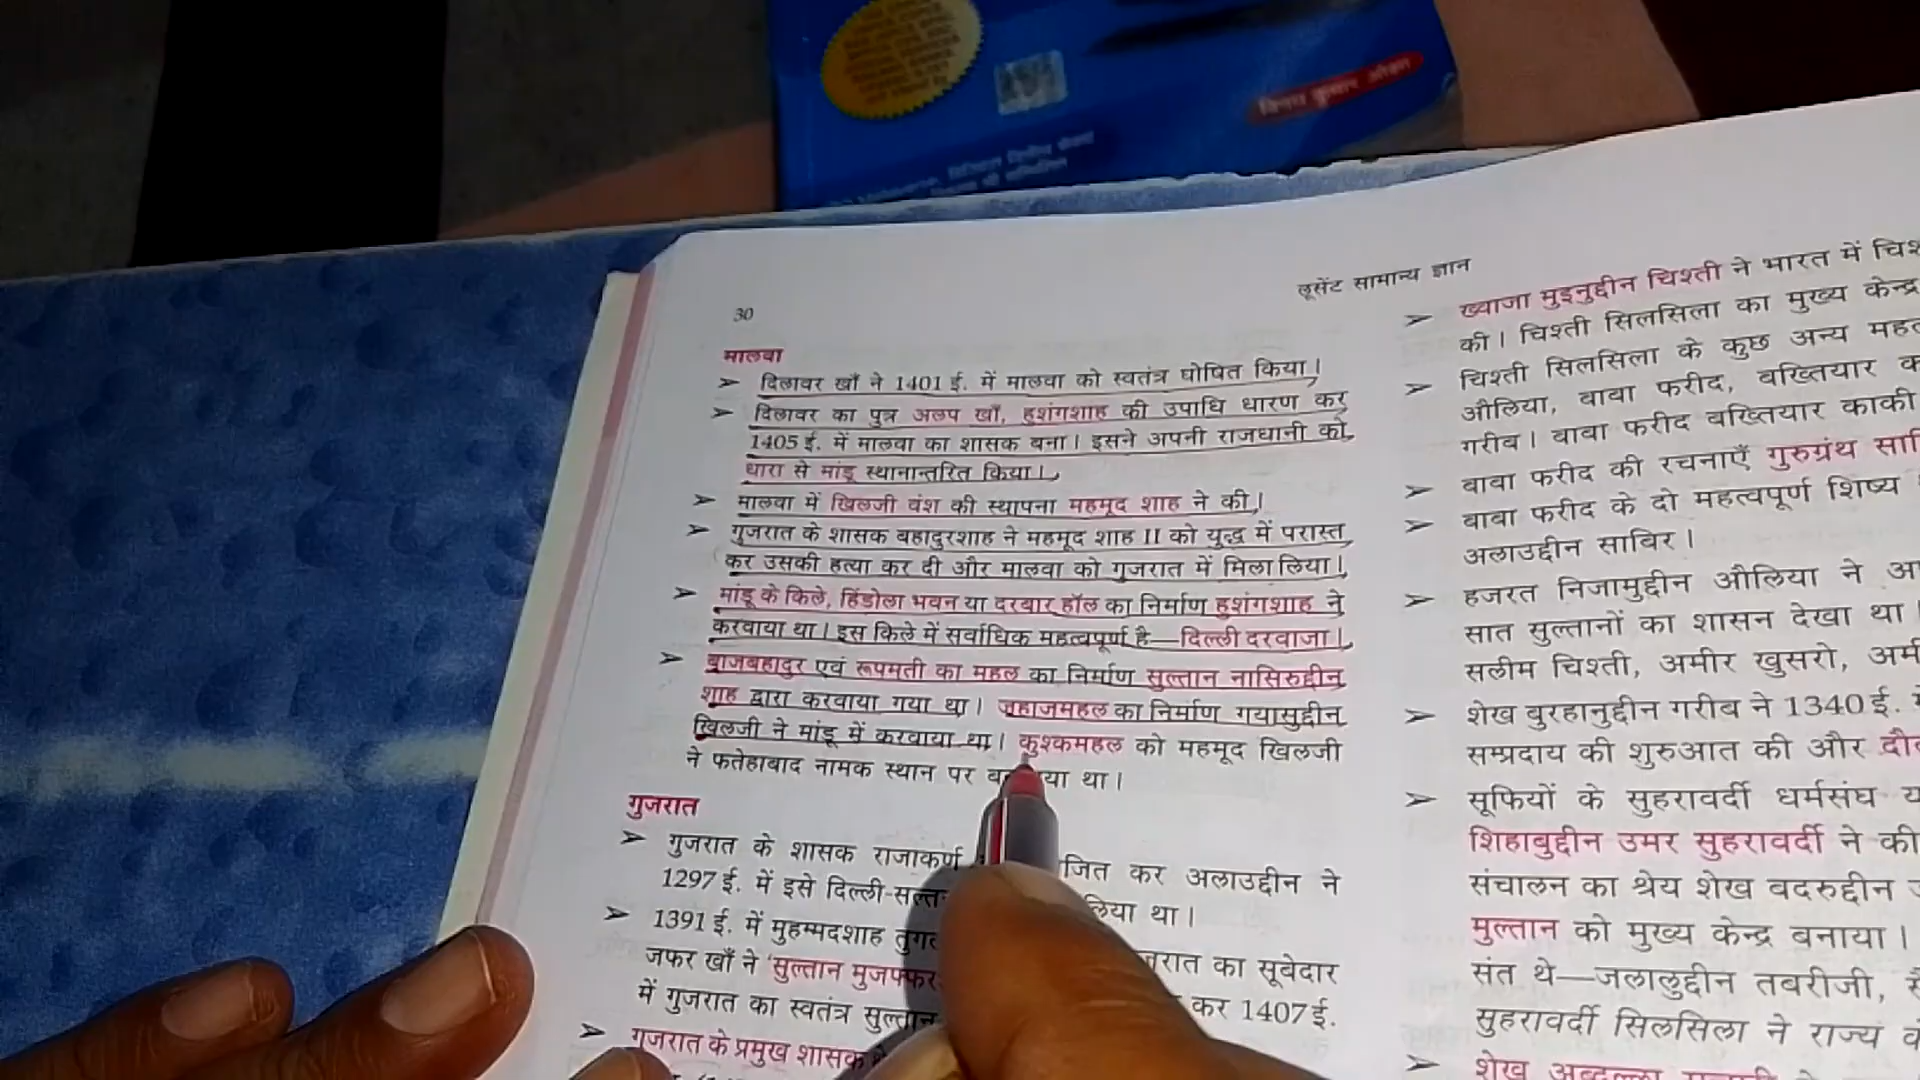 विनय कुमार ओझा
30
लूसेंट सामान्य ज्ञान
मालवा
➤ दिलावर खाँ ने 1401 ई. में मालवा को स्वतंत्र घोषित किया।
➤ दिलावर का पुत्र अलप खाँ, हुशंगशाह की उपाधि धारण कर
1405 ई. में मालवा का शासक बना। इसने अपनी राजधानी को
धारा से मांडू स्थानान्तरित किया।
➤ मालवा में खिलजी वंश की स्थापना महमूद शाह ने की।
➤ गुजरात के शासक बहादुरशाह ने महमूद शाह II को युद्ध में परास्त
कर उसकी हत्या कर दी और मालवा को गुजरात में मिला लिया।
➤ मांडू के किले, हिंडोला भवन या दरबार हॉल का निर्माण हुशंगशाह ने
करवाया था। इस किले में सर्वाधिक महत्वपूर्ण है—दिल्ली दरवाजा।
➤ बाजबहादुर एवं रूपमती का महल का निर्माण सुल्तान नासिरुद्दीन
शाह द्वारा करवाया गया था। जहाजमहल का निर्माण गयासुद्दीन
खिलजी ने मांडू में करवाया था। कुश्कमहल को महमूद खिलजी
ने फतेहाबाद नामक स्थान पर था।
गुजरात
➤ गुजरात के शासक राजाकर्ण कर अलाउद्दीन ने
1297 ई. में इसे था।
➤ 1391 ई. में मुहम्मदशाह का सूबेदार
जफर खाँ ने 'सुल्तान कर 1407 ई.
में गुजरात का स्वतंत्र
➤ गुजरात के प्रमुख शासक
➤ ख्वाजा मुइनुद्दीन चिश्ती ने भारत में
की। चिश्ती सिलसिला का मुख्य केन्द्र
➤ चिश्ती सिलसिला के कुछ अन्य
औलिया, बाबा फरीद, बख्तियार
गरीब। बाबा फरीद बख्तियार काकी
➤ बाबा फरीद की रचनाएँ गुरुग्रंथ
➤ बाबा फरीद के दो महत्वपूर्ण शिष्य
अलाउद्दीन साबिर।
➤ हजरत निजामुद्दीन औलिया ने
सात सुल्तानों का शासन देखा था।
सलीम चिश्ती, अमीर खुसरो,
➤ शेख बुरहानुद्दीन गरीब ने 1340 ई.
सम्प्रदाय की शुरुआत की और
➤ सूफियों के सुहरावर्दी धर्मसंघ
शिहाबुद्दीन उमर सुहरावर्दी ने
संचालन का श्रेय शेख बदरुद्दीन
मुल्तान को मुख्य केन्द्र बनाया।
संत थे—जलालुद्दीन तबरीजी,
सुहरावर्दी सिलसिला ने राज्य
➤ शेख